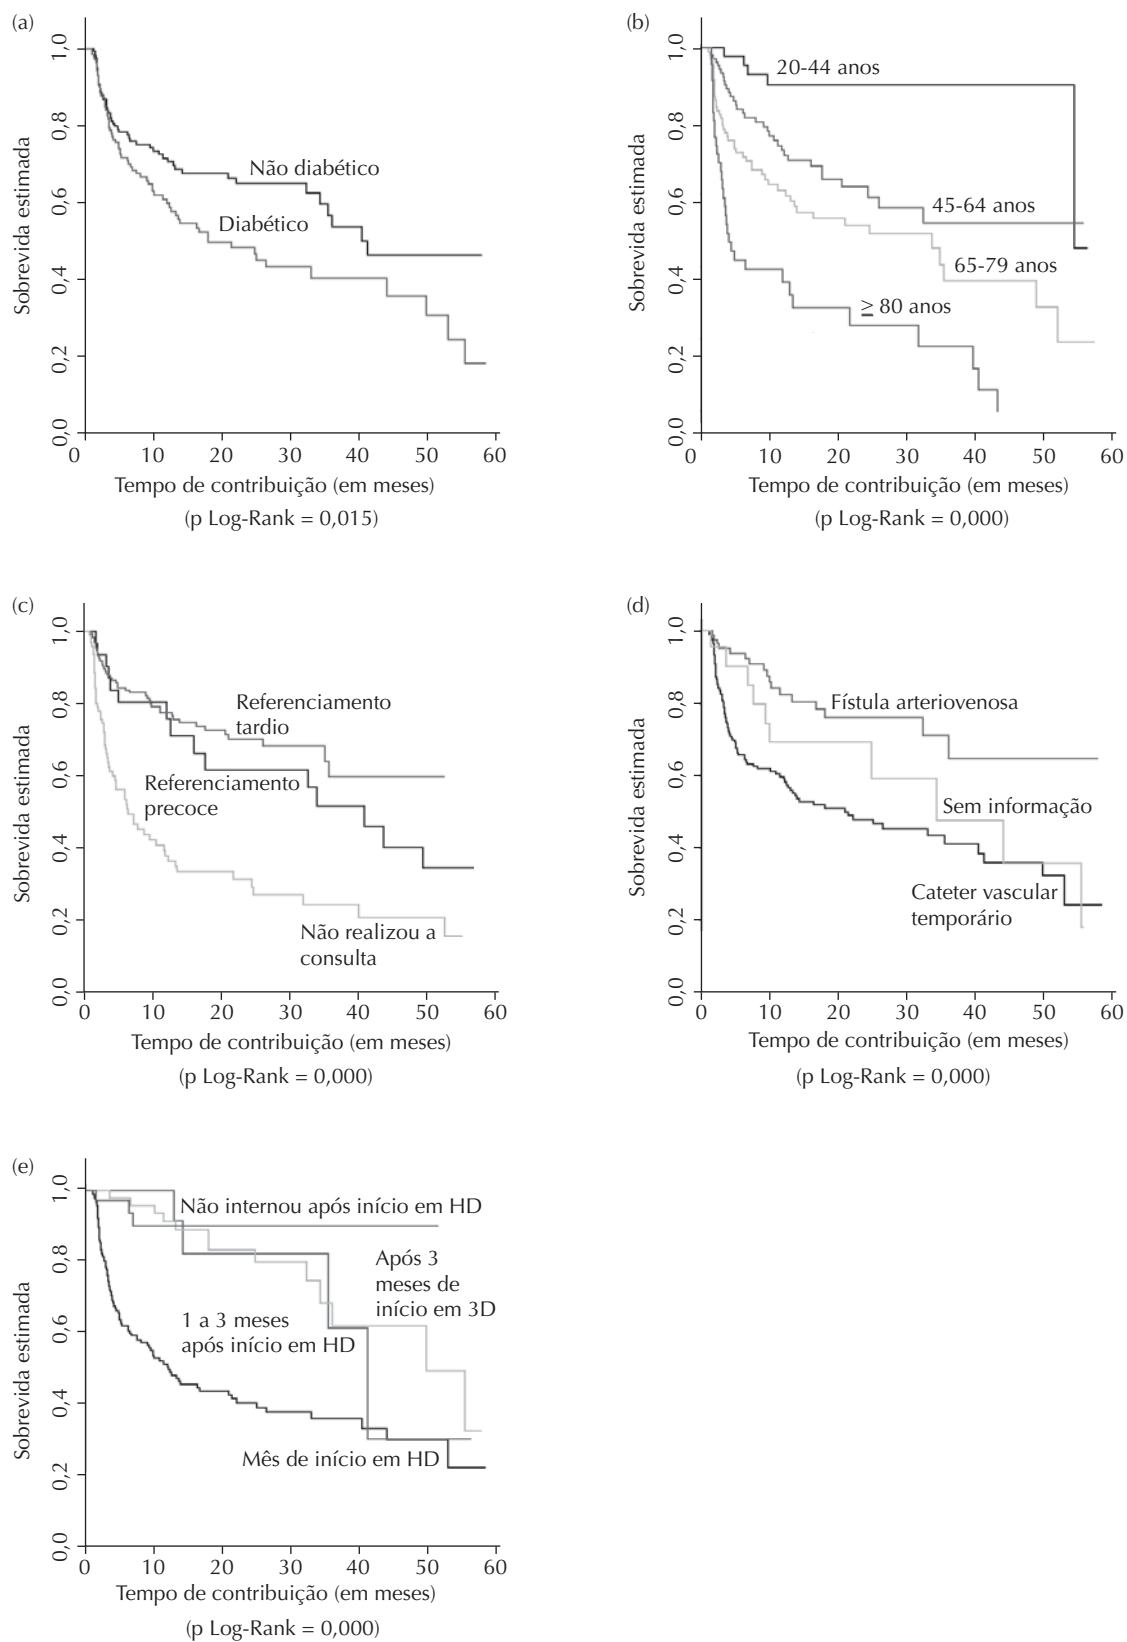 (a)
1,0
0,8
0,6
0,4
0,2
0,0
Sobrevida estimada
Não diabético
Diabético
0 10 20 30 40 50 60
Tempo de contribuição (em meses)
(p Log-Rank = 0,015)
(b)
1,0
0,8
0,6
0,4
0,2
0,0
Sobrevida estimada
20-44 anos
45-64 anos
65-79 anos
≥ 80 anos
0 10 20 30 40 50 60
Tempo de contribuição (em meses)
(p Log-Rank = 0,000)
(c)
1,0
0,8
0,6
0,4
0,2
0,0
Sobrevida estimada
Referenciamento
tardio
Referenciamento
precoce
Não realizou a
consulta
0 10 20 30 40 50 60
Tempo de contribuição (em meses)
(p Log-Rank = 0,000)
(d)
1,0
0,8
0,6
0,4
0,2
0,0
Sobrevida estimada
Fístula arteriovenosa
Sem informação
Cateter vascular
temporário
0 10 20 30 40 50 60
Tempo de contribuição (em meses)
(p Log-Rank = 0,000)
(e)
1,0
0,8
0,6
0,4
0,2
0,0
Sobrevida estimada
Não internou após início em HD
Após 3
meses de
início em 3D
1 a 3 meses
após início em HD
Mês de início em HD
0 10 20 30 40 50 60
Tempo de contribuição (em meses)
(p Log-Rank = 0,000)